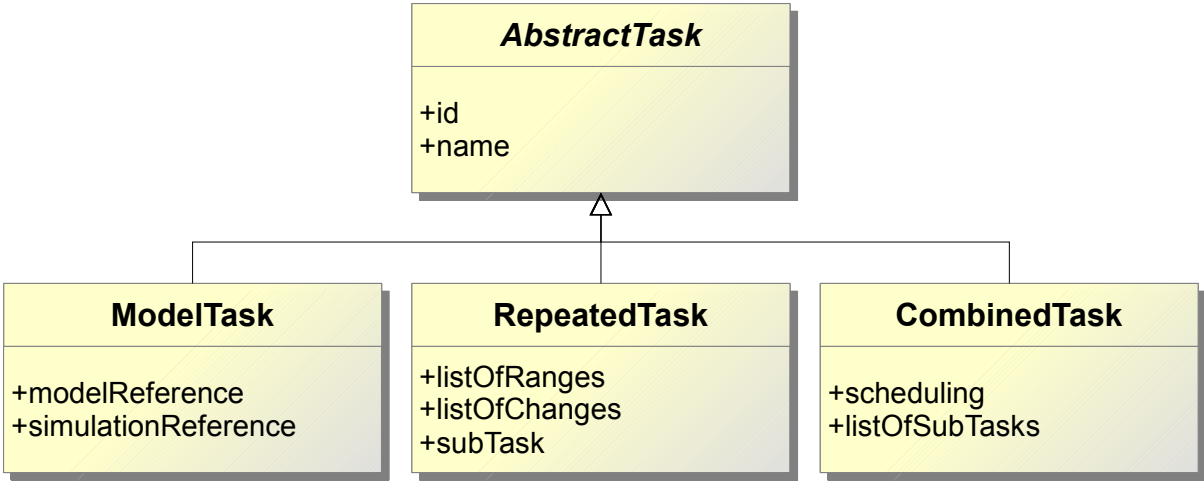 AbstractTask
+id
+name
ModelTask
+modelReference
+simulationReference
RepeatedTask
+listOfRanges
+listOfChanges
+subTask
CombinedTask
+scheduling
+listOfSubTasks